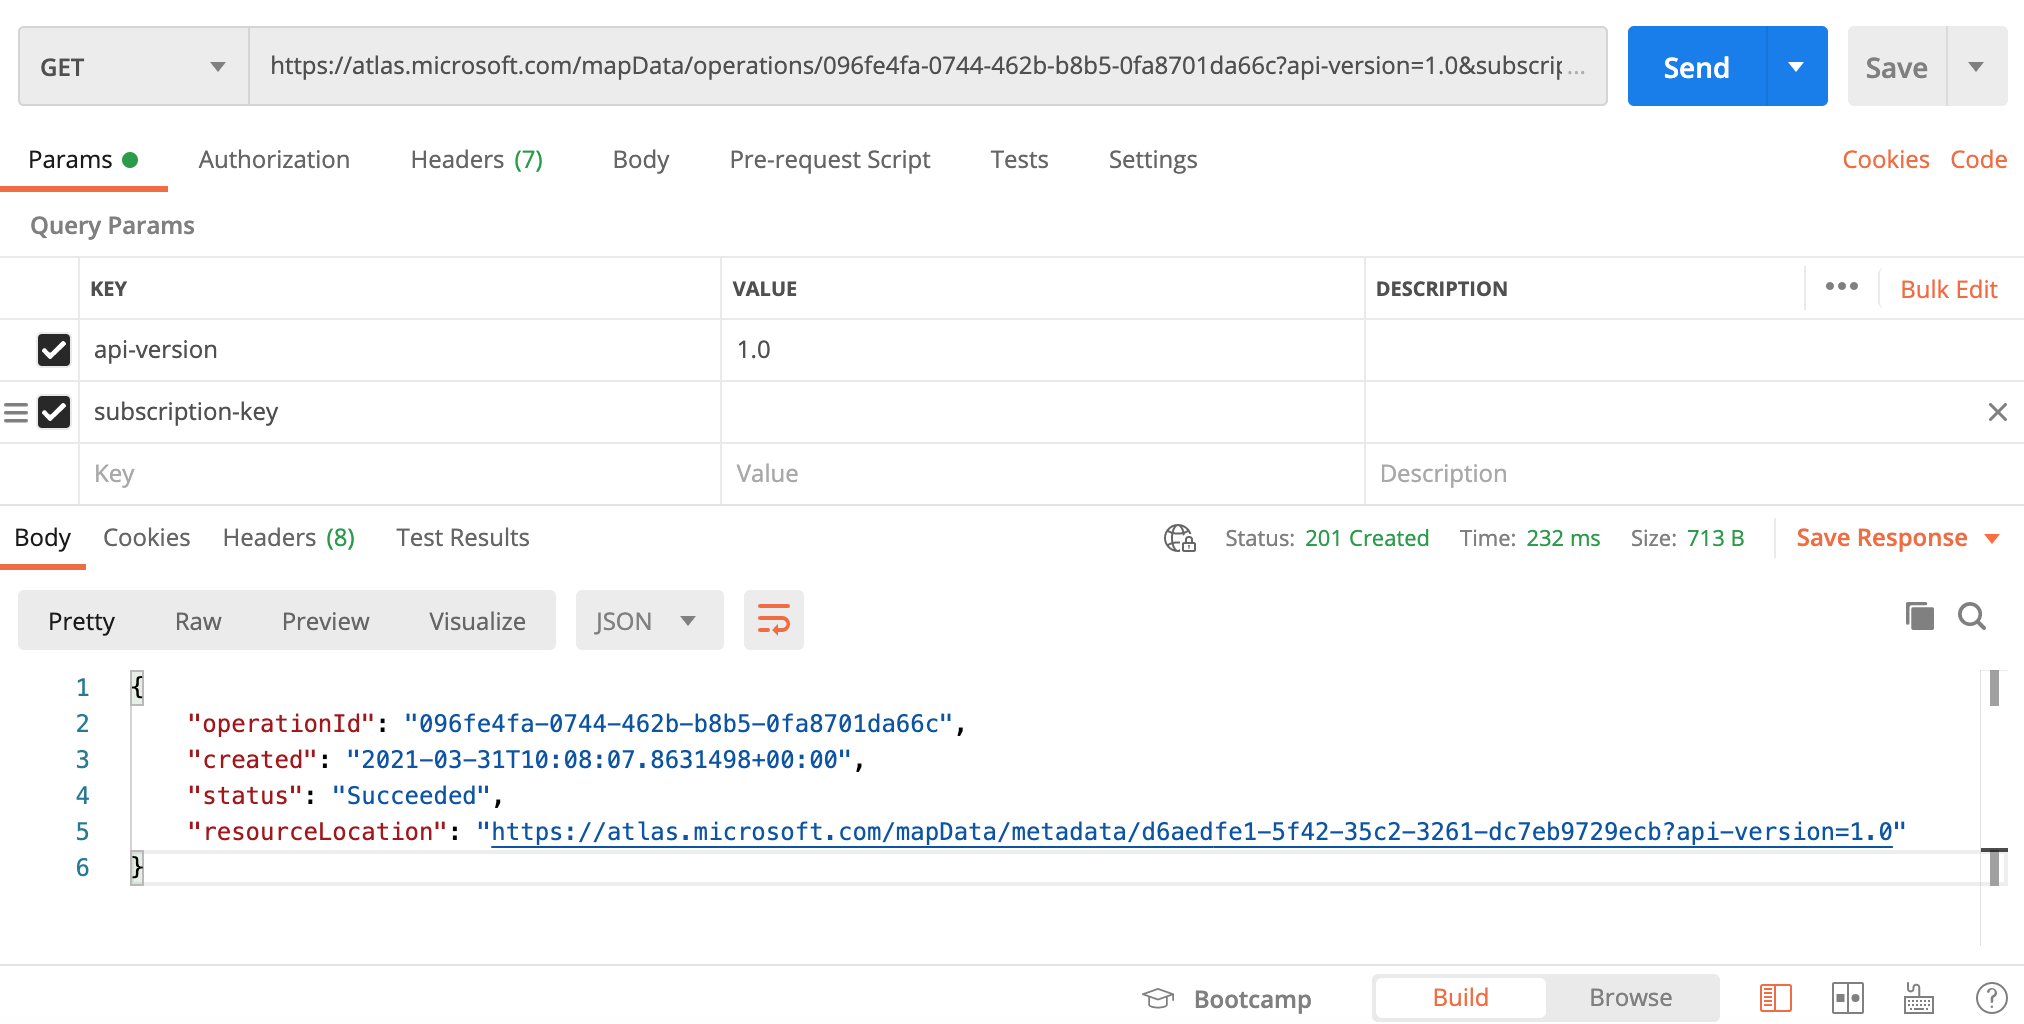 GET https://atlas.microsoft.com/mapData/operations/096fe4fa-0744-462b-b8b5-0fa8701da66c?api-version=1.0&subscrip... Send Save
Params Authorization Headers (7) Body Pre-request Script Tests Settings Cookies Code
Query Params
KEY VALUE DESCRIPTION ••• Bulk Edit
api-version 1.0
subscription-key
Key Value Description
Body Cookies Headers (8) Test Results Status: 201 Created Time: 232 ms Size: 713 B Save Response
Pretty Raw Preview Visualize JSON
1 {
2 "operationId": "096fe4fa-0744-462b-b8b5-0fa8701da66c",
3 "created": "2021-03-31T10:08:07.8631498+00:00",
4 "status": "Succeeded",
5 "resourceLocation": "https://atlas.microsoft.com/mapData/metadata/d6aedfe1-5f42-35c2-3261-dc7eb9729ecb?api-version=1.0"
6 }
Bootcamp Build Browse ?